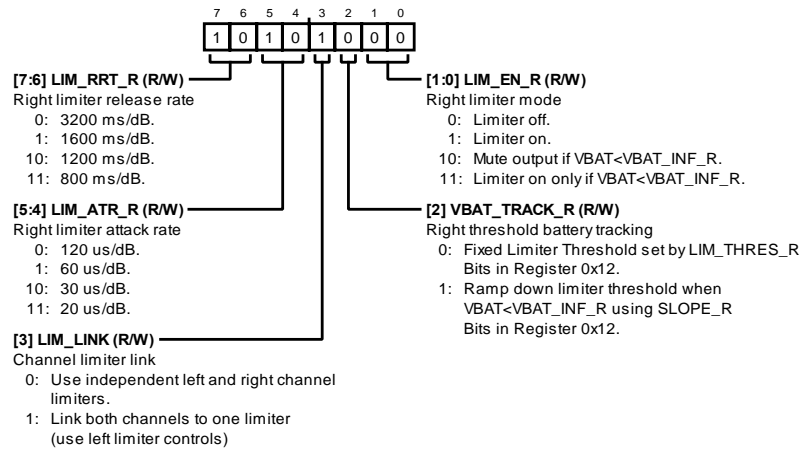 7 6 5 4 3 2 1 0
1 0 1 0 1 0 0 0
[7:6] LIM_RRT_R (R/W)
Right limiter release rate
0: 3200 ms/dB.
1: 1600 ms/dB.
10: 1200 ms/dB.
11: 800 ms/dB.
[5:4] LIM_ATR_R (R/W)
Right limiter attack rate
0: 120 us/dB.
1: 60 us/dB.
10: 30 us/dB.
11: 20 us/dB.
[3] LIM_LINK (R/W)
Channel limiter link
0: Use independent left and right channel
limiters.
1: Link both channels to one limiter
(use left limiter controls)
[1:0] LIM_EN_R (R/W)
Right limiter mode
0: Limiter off.
1: Limiter on.
10: Mute output if VBAT<VBAT_INF_R.
11: Limiter on only if VBAT<VBAT_INF_R.
[2] VBAT_TRACK_R (R/W)
Right threshold battery tracking
0: Fixed Limiter Threshold set by LIM_THRES_R
Bits in Register 0x12.
1: Ramp down limiter threshold when
VBAT<VBAT_INF_R using SLOPE_R
Bits in Register 0x12.